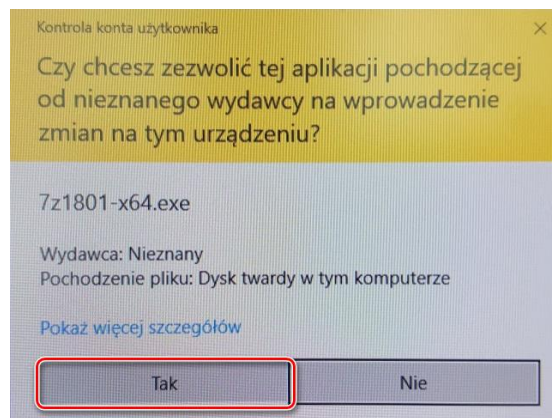 Kontrola konta użytkownika
Czy chcesz zezwolić tej aplikacji pochodzącej
od nieznanego wydawcy na wprowadzenie
zmian na tym urządzeniu?
7z1801-x64.exe
Wydawca: Nieznany
Pochodzenie pliku: Dysk twardy w tym komputerze
Pokaż więcej szczegółów
Tak
Nie